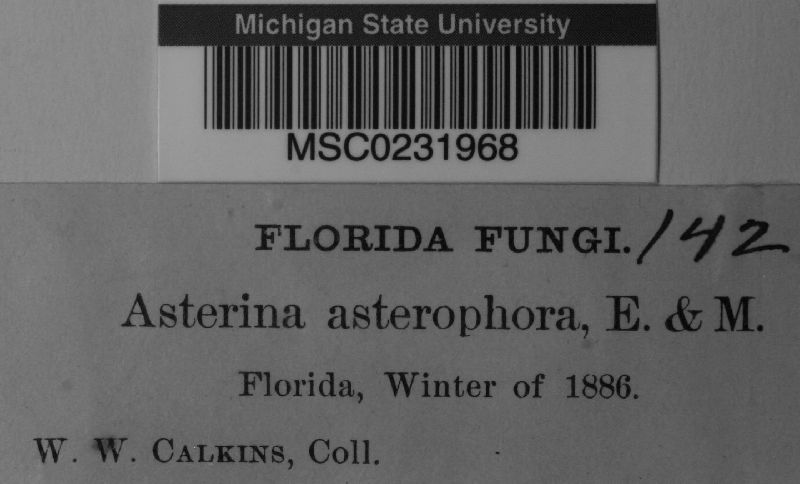 Michigan State University
MSC0231968
FLORIDA FUNGI. 142
Asterina asterophora, E. & M.
Florida, Winter of 1886.
W. W. CALKINS, Coll.